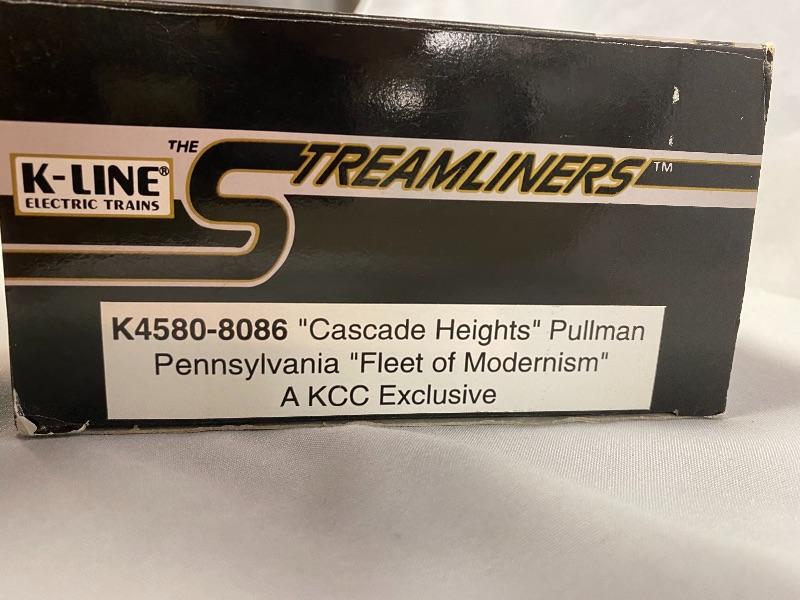 K-LINE®
ELECTRIC TRAINS
THE STREAMLINERS™
K4580-8086 "Cascade Heights" Pullman
Pennsylvania "Fleet of Modernism"
A KCC Exclusive